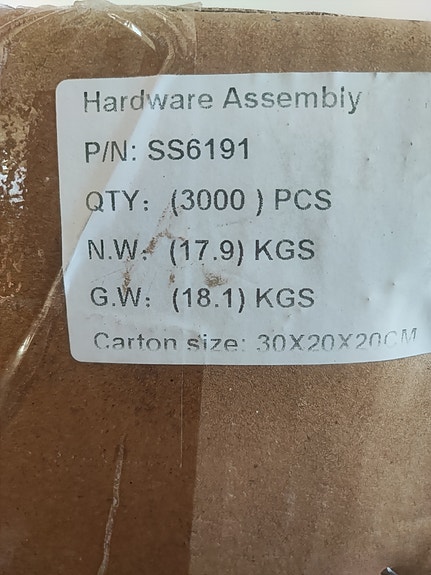 Hardware Assembly
P/N: SS6191
QTY: (3000 ) PCS
N.W: (17.9) KGS
G.W: (18.1) KGS
Carton size: 30X20X20CM